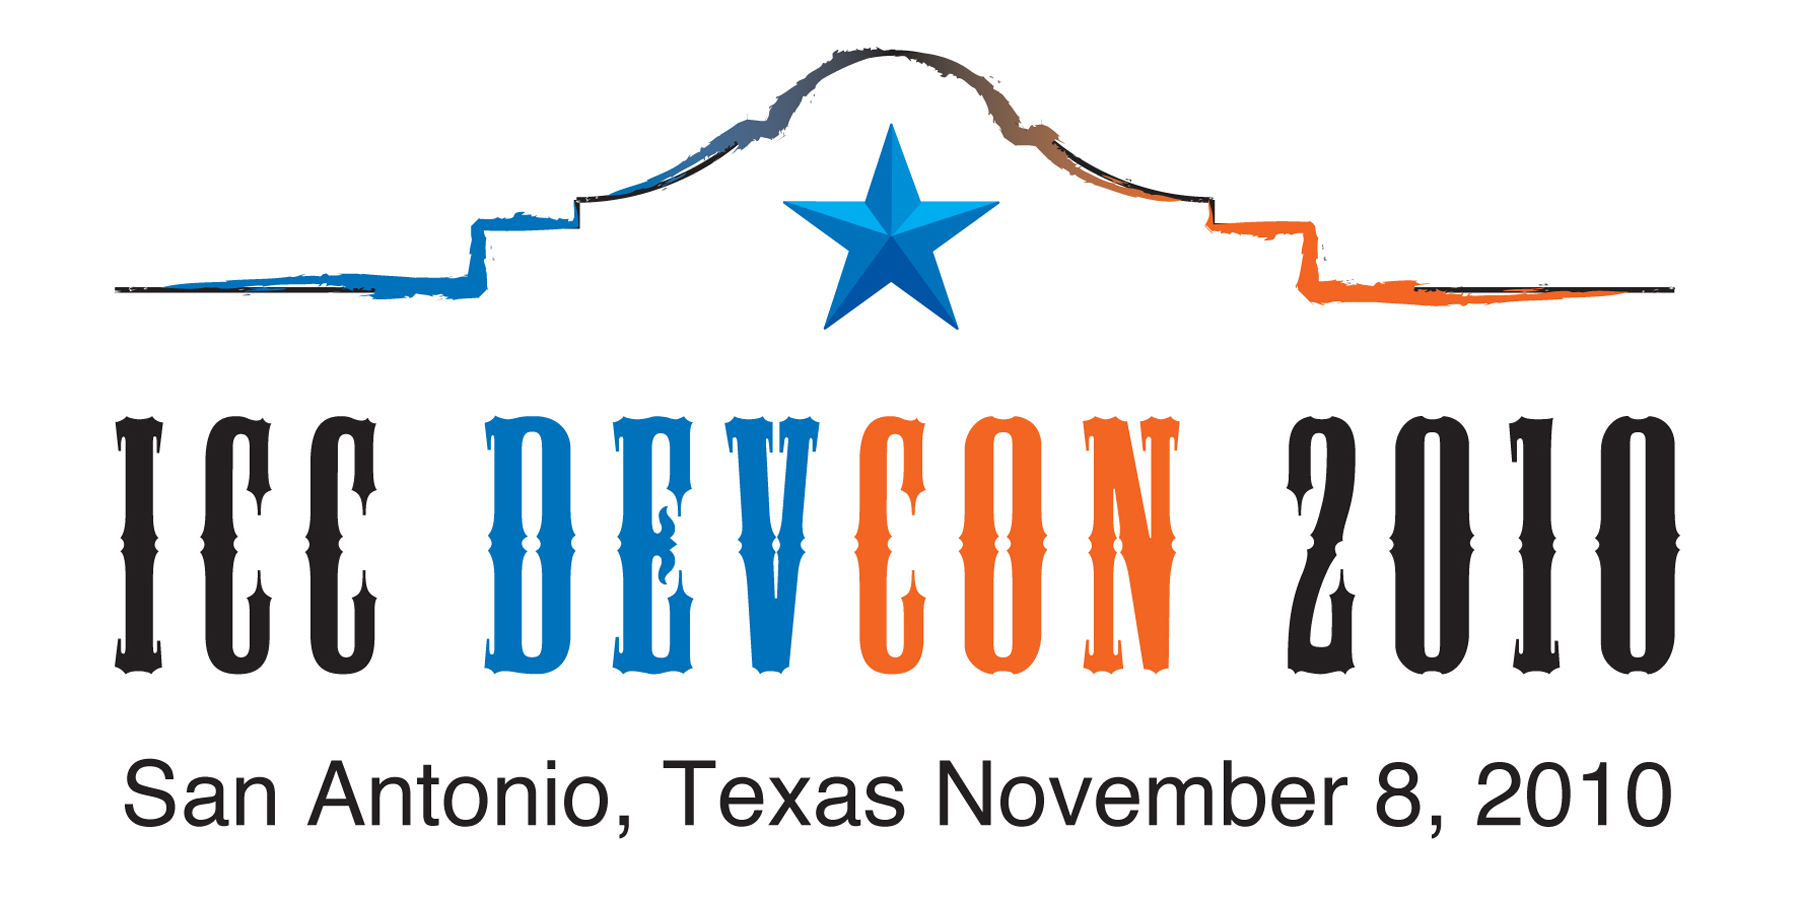 ICC DEVCON 2010
San Antonio, Texas November 8, 2010